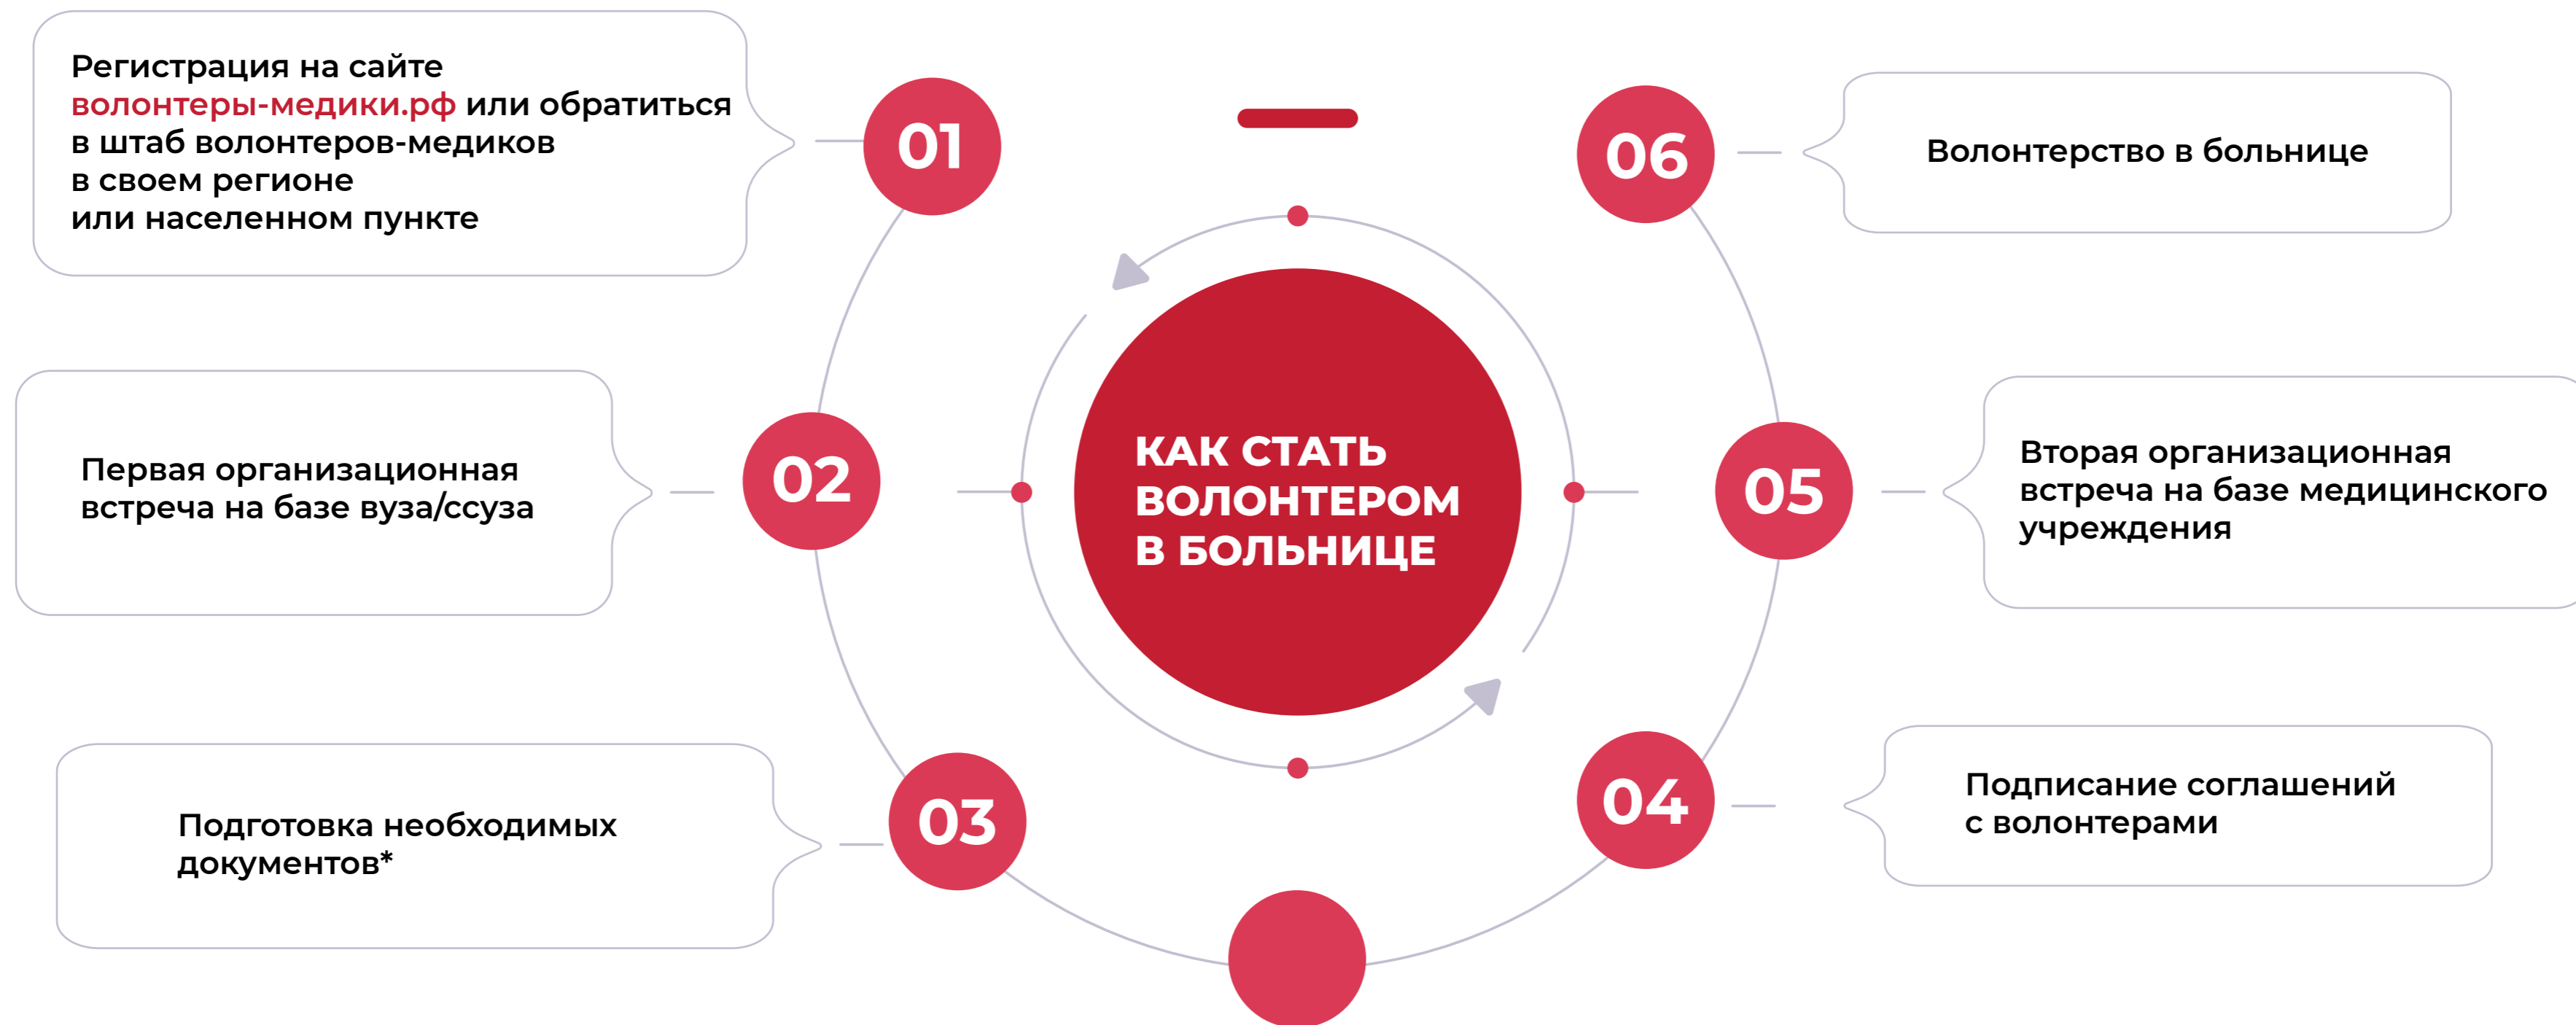 Регистрация на сайте
волонтеры-медики.рф или обратиться
в штаб волонтеров-медиков
в своем регионе
или населенном пункте
01
Первая организационная
встреча на базе вуза/ссуза
02
Подготовка необходимых
документов*
03
КАК СТАТЬ
ВОЛОНТЕРОМ
В БОЛЬНИЦЕ
04
Подписание соглашений
с волонтерами
05
Вторая организационная
встреча на базе медицинского
учреждения
06
Волонтерство в больнице